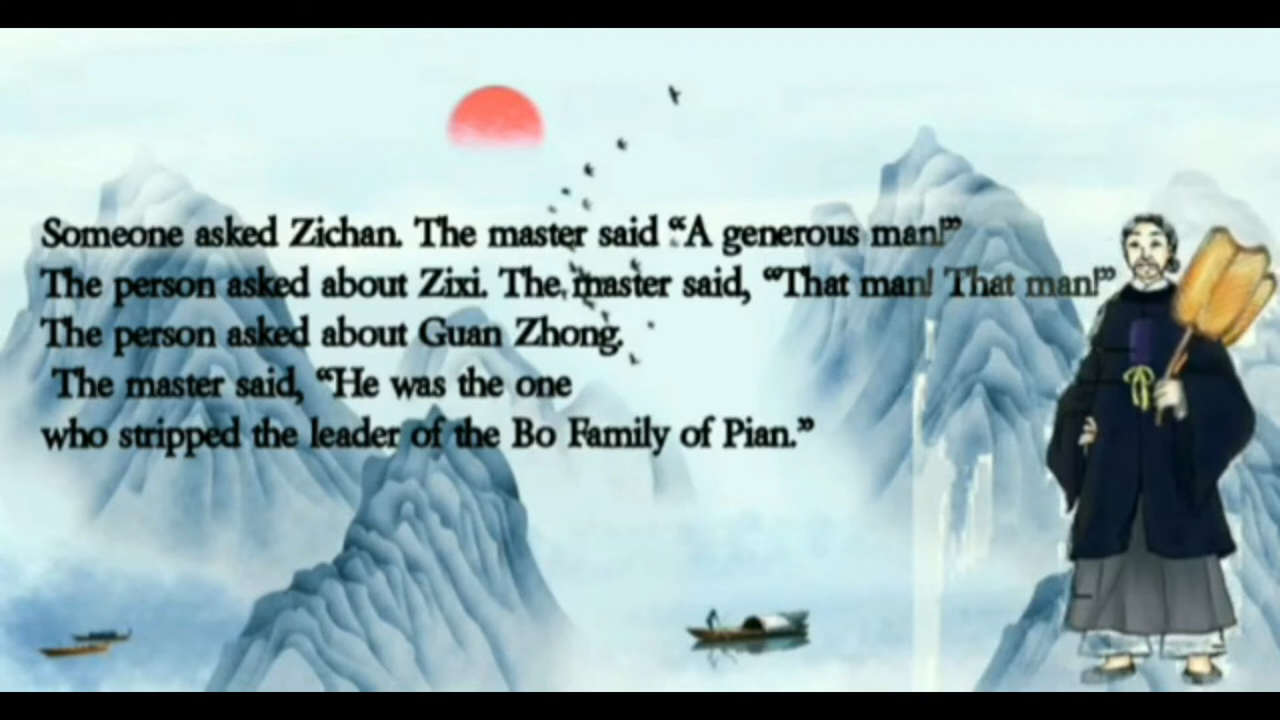 Someone asked Zichan. The master said “A generous man!”
The person asked about Zixi. The master said, “That man! That man!”
The person asked about Guan Zhong.
The master said, “He was the one
who stripped the leader of the Bo Family of Pian.”